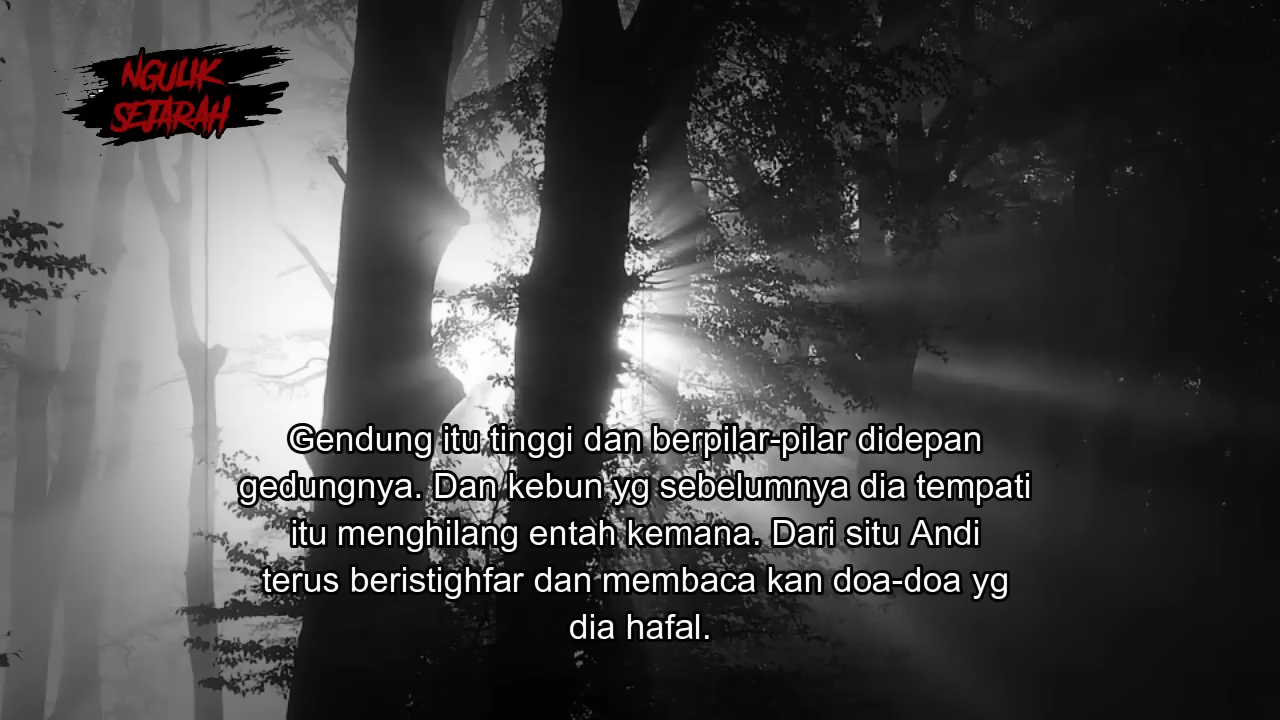 NGULIK
SEJARAH
Gendung itu tinggi dan berpilar-pilar didepan
gedungnya. Dan kebun yg sebelumnya dia tempati
itu menghilang entah kemana. Dari situ Andi
terus beristighfar dan membaca kan doa-doa yg
dia hafal.